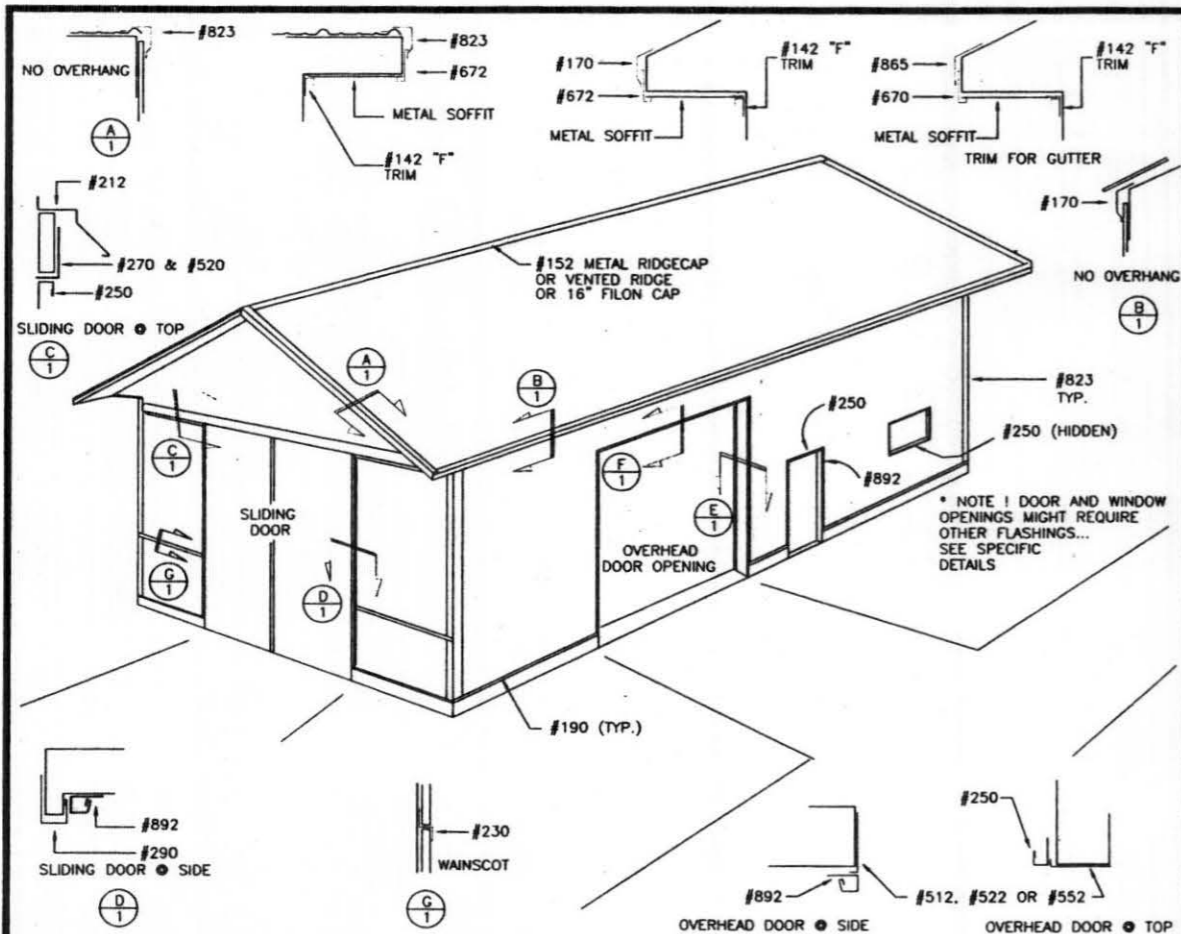 #823
NO OVERHANG
A
1
#823
#672
METAL SOFFIT
#142 "F"
TRIM
#170
#672
METAL SOFFIT
#142 "F"
TRIM
#865
#670
METAL SOFFIT
#142 "F"
TRIM
TRIM FOR GUTTER
#212
#270 & #520
#250
SLIDING DOOR @ TOP
C
1
#170
NO OVERHANG
B
1
#152 METAL RIDGECAP
OR VENTED RIDGE
OR 16" FILON CAP
A
1
B
1
C
1
F
1
E
1
G
1
D
1
SLIDING
DOOR
OVERHEAD
DOOR OPENING
#250
#892
#823
TYP.
#250 (HIDDEN)
* NOTE ! DOOR AND WINDOW
OPENINGS MIGHT REQUIRE
OTHER FLASHINGS...
SEE SPECIFIC
DETAILS
#190 (TYP.)
#892
#290
SLIDING DOOR @ SIDE
D
1
#230
WAINSCOT
G
1
#892
#512, #522 OR #552
OVERHEAD DOOR @ SIDE
#250
OVERHEAD DOOR @ TOP